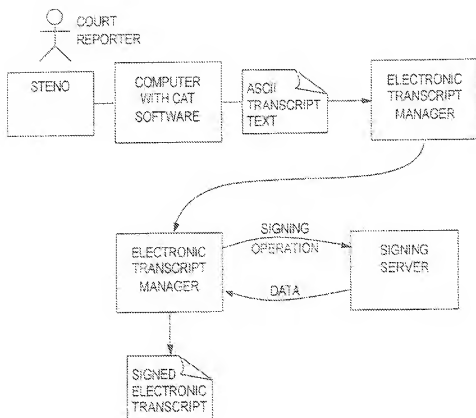 COURT
REPORTER
STENO
COMPUTER
WITH CAT
SOFTWARE
ASCII
TRANSCRIPT
TEXT
ELECTRONIC
TRANSCRIPT
MANAGER
ELECTRONIC
TRANSCRIPT
MANAGER
SIGNING
OPERATION
DATA
SIGNING
SERVER
SIGNED
ELECTRONIC
TRANSCRIPT